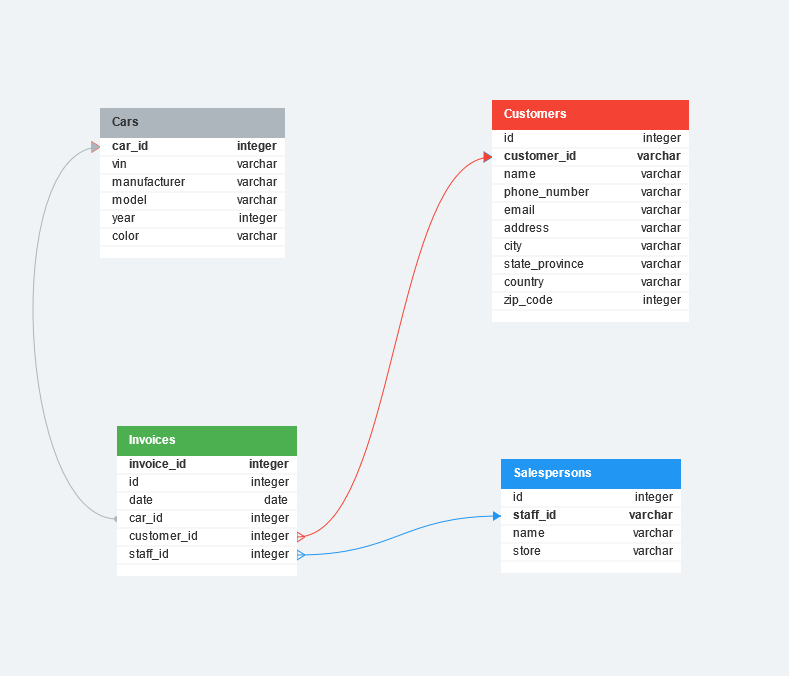 Cars
car_id integer
vin varchar
manufacturer varchar
model varchar
year integer
color varchar
Customers
id integer
customer_id varchar
name varchar
phone_number varchar
email varchar
address varchar
city varchar
state_province varchar
country varchar
zip_code integer
Invoices
invoice_id integer
id integer
date date
car_id integer
customer_id integer
staff_id integer
Salespersons
id integer
staff_id varchar
name varchar
store varchar